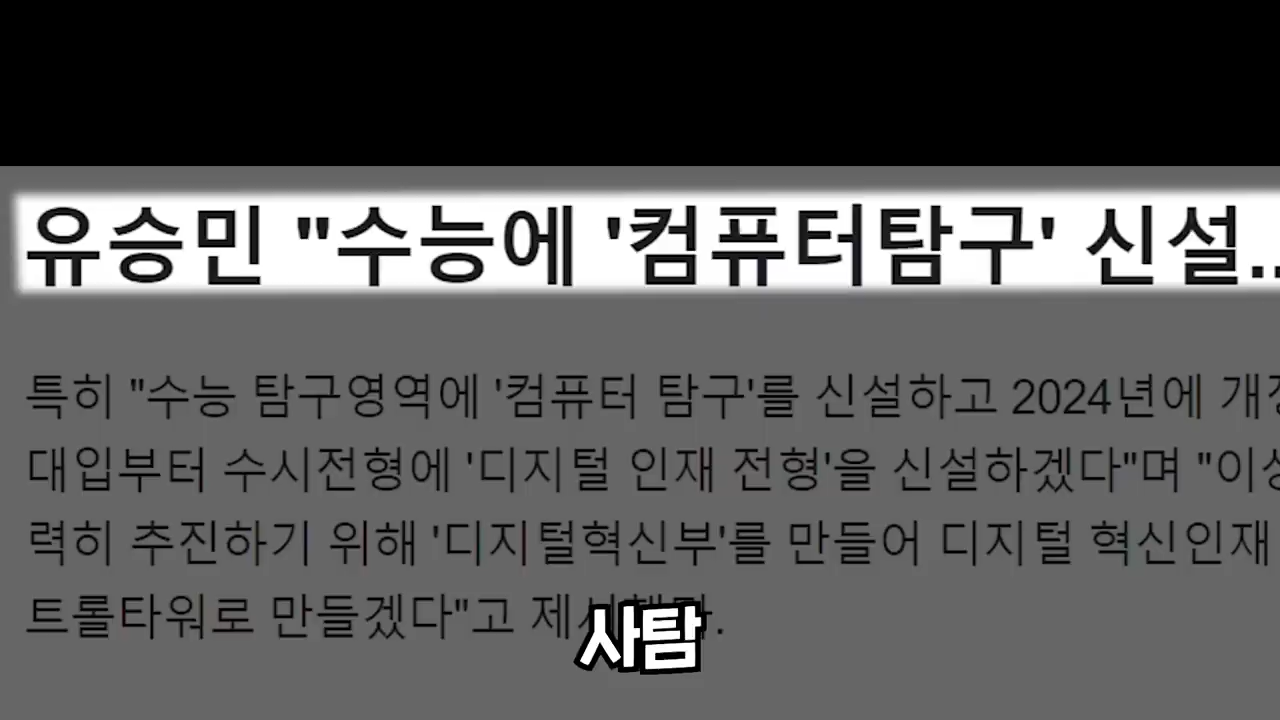 유승민 "수능에 '컴퓨터탐구' 신설..
특히 "수능 탐구영역에 '컴퓨터 탐구'를 신설하고 2024년에
대입부터 수시전형에 '디지털 인재 전형'을 신설하겠다"며
력히 추진하기 위해 '디지털혁신부'를 만들어 디지털 혁신인재
트롤타워로 만들겠다"고
사탐